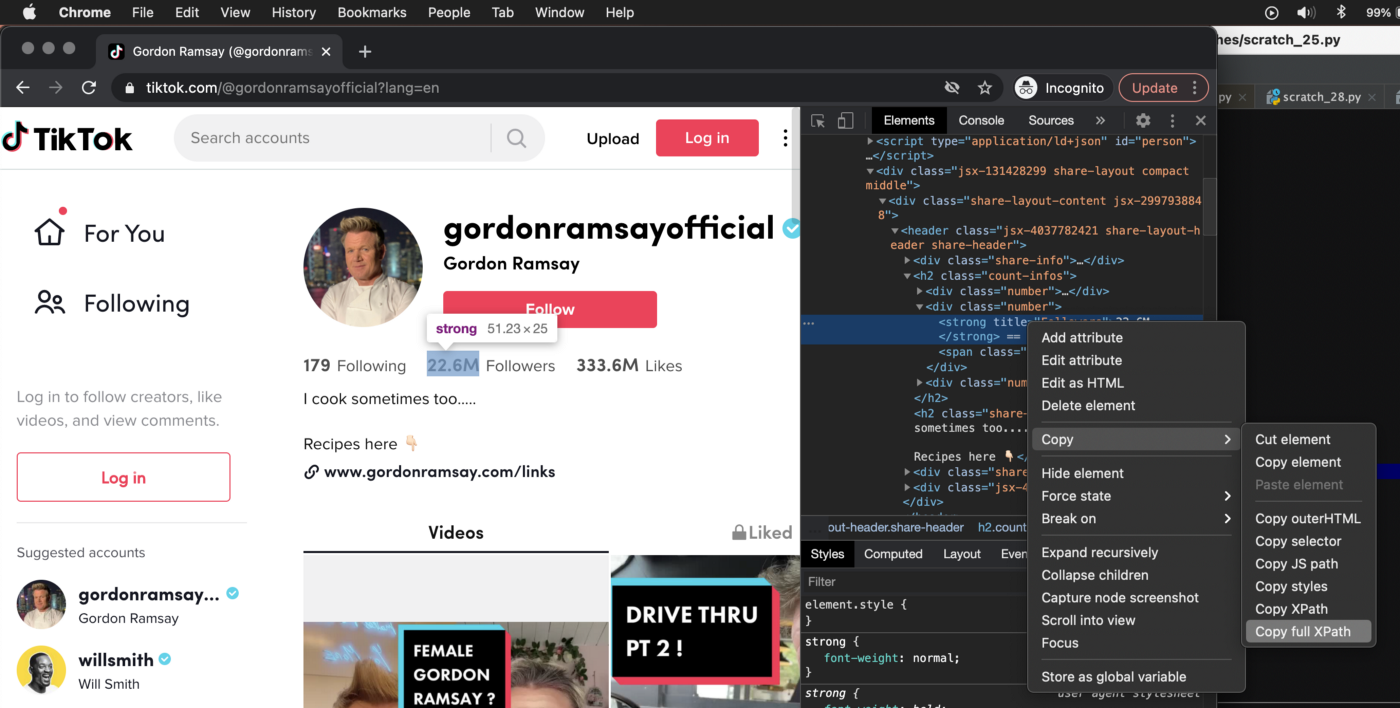 Chrome File Edit View History Bookmarks People Tab Window Help 99%
Gordon Ramsay (@gordonrams
hes/scratch_25.py
tiktok.com/@gordonramsayofficial?lang=en
Incognito
Update
py
scratch_28.py
TikTok
Search accounts
Upload
Log in
For You
Following
Log in to follow creators, like
videos, and view comments.
Log in
Suggested accounts
gordonramsay...
Gordon Ramsay
willsmith
Will Smith
gordonramsayofficial
Gordon Ramsay
Follow
strong 51.23 × 25
179 Following 22.6M Followers 333.6M Likes
I cook sometimes too.....
Recipes here 👇🏻
www.gordonramsay.com/links
Videos
Liked
FEMALE
GORDON
RAMSAY ?
DRIVE THRU
PT 2 !
Elements Console Sources »
<script type="application/ld+json" id="person">
…</script>
<div class="jsx-131428299 share-layout compact
middle">
<div class="share-layout-content jsx-299793884
8">
<header class="jsx-4037782421 share-layout-h
eader share-header">
<div class="share-info">…</div>
<h2 class="count-infos">
<div class="number">…</div>
<div class="number">
<strong title="Followers">22.6M
</strong> ==
<span class="
</div>
<div class="num
</h2>
<h2 class="share-
sometimes too....
Recipes here 👇🏻</
<div class="share
<div class="jsx-4
</div>
out-header.share-header h2.count
Styles Computed Layout Even
Filter
element.style {
}
strong {
font-weight: normal;
}
strong {
user agent stylesheet
font-weight: bold;
Add attribute
Edit attribute
Edit as HTML
Delete element
Copy
Hide element
Force state
Break on
Expand recursively
Collapse children
Capture node screenshot
Scroll into view
Focus
Store as global variable
Cut element
Copy element
Paste element
Copy outerHTML
Copy selector
Copy JS path
Copy styles
Copy XPath
Copy full XPath